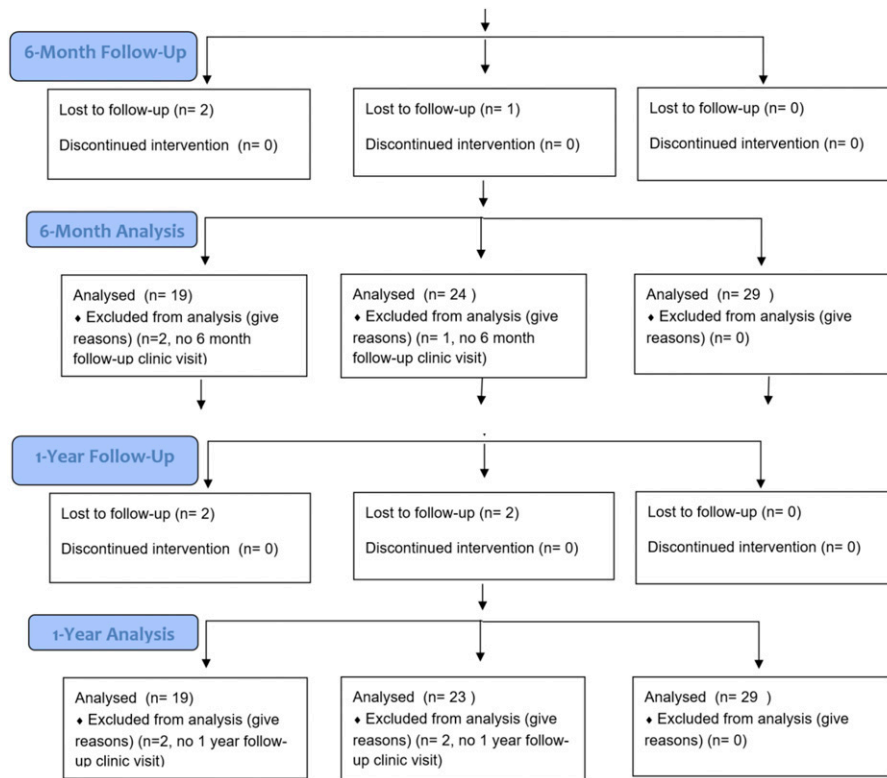 6-Month Follow-Up
Lost to follow-up (n= 2)
Discontinued intervention (n= 0)
Lost to follow-up (n= 1)
Discontinued intervention (n= 0)
Lost to follow-up (n= 0)
Discontinued intervention (n= 0)
6-Month Analysis
Analysed (n= 19)
♦ Excluded from analysis (give
reasons) (n=2, no 6 month
follow-up clinic visit)
Analysed (n= 24 )
♦ Excluded from analysis (give
reasons) (n= 1, no 6 month
follow-up clinic visit)
Analysed (n= 29 )
♦ Excluded from analysis (give
reasons) (n= 0)
1-Year Follow-Up
Lost to follow-up (n= 2)
Discontinued intervention (n= 0)
Lost to follow-up (n= 2)
Discontinued intervention (n= 0)
Lost to follow-up (n= 0)
Discontinued intervention (n= 0)
1-Year Analysis
Analysed (n= 19)
♦ Excluded from analysis (give
reasons) (n=2, no 1 year follow-
up clinic visit)
Analysed (n= 23 )
♦ Excluded from analysis (give
reasons) (n= 2, no 1 year follow-
up clinic visit)
Analysed (n= 29 )
♦ Excluded from analysis (give
reasons) (n= 0)